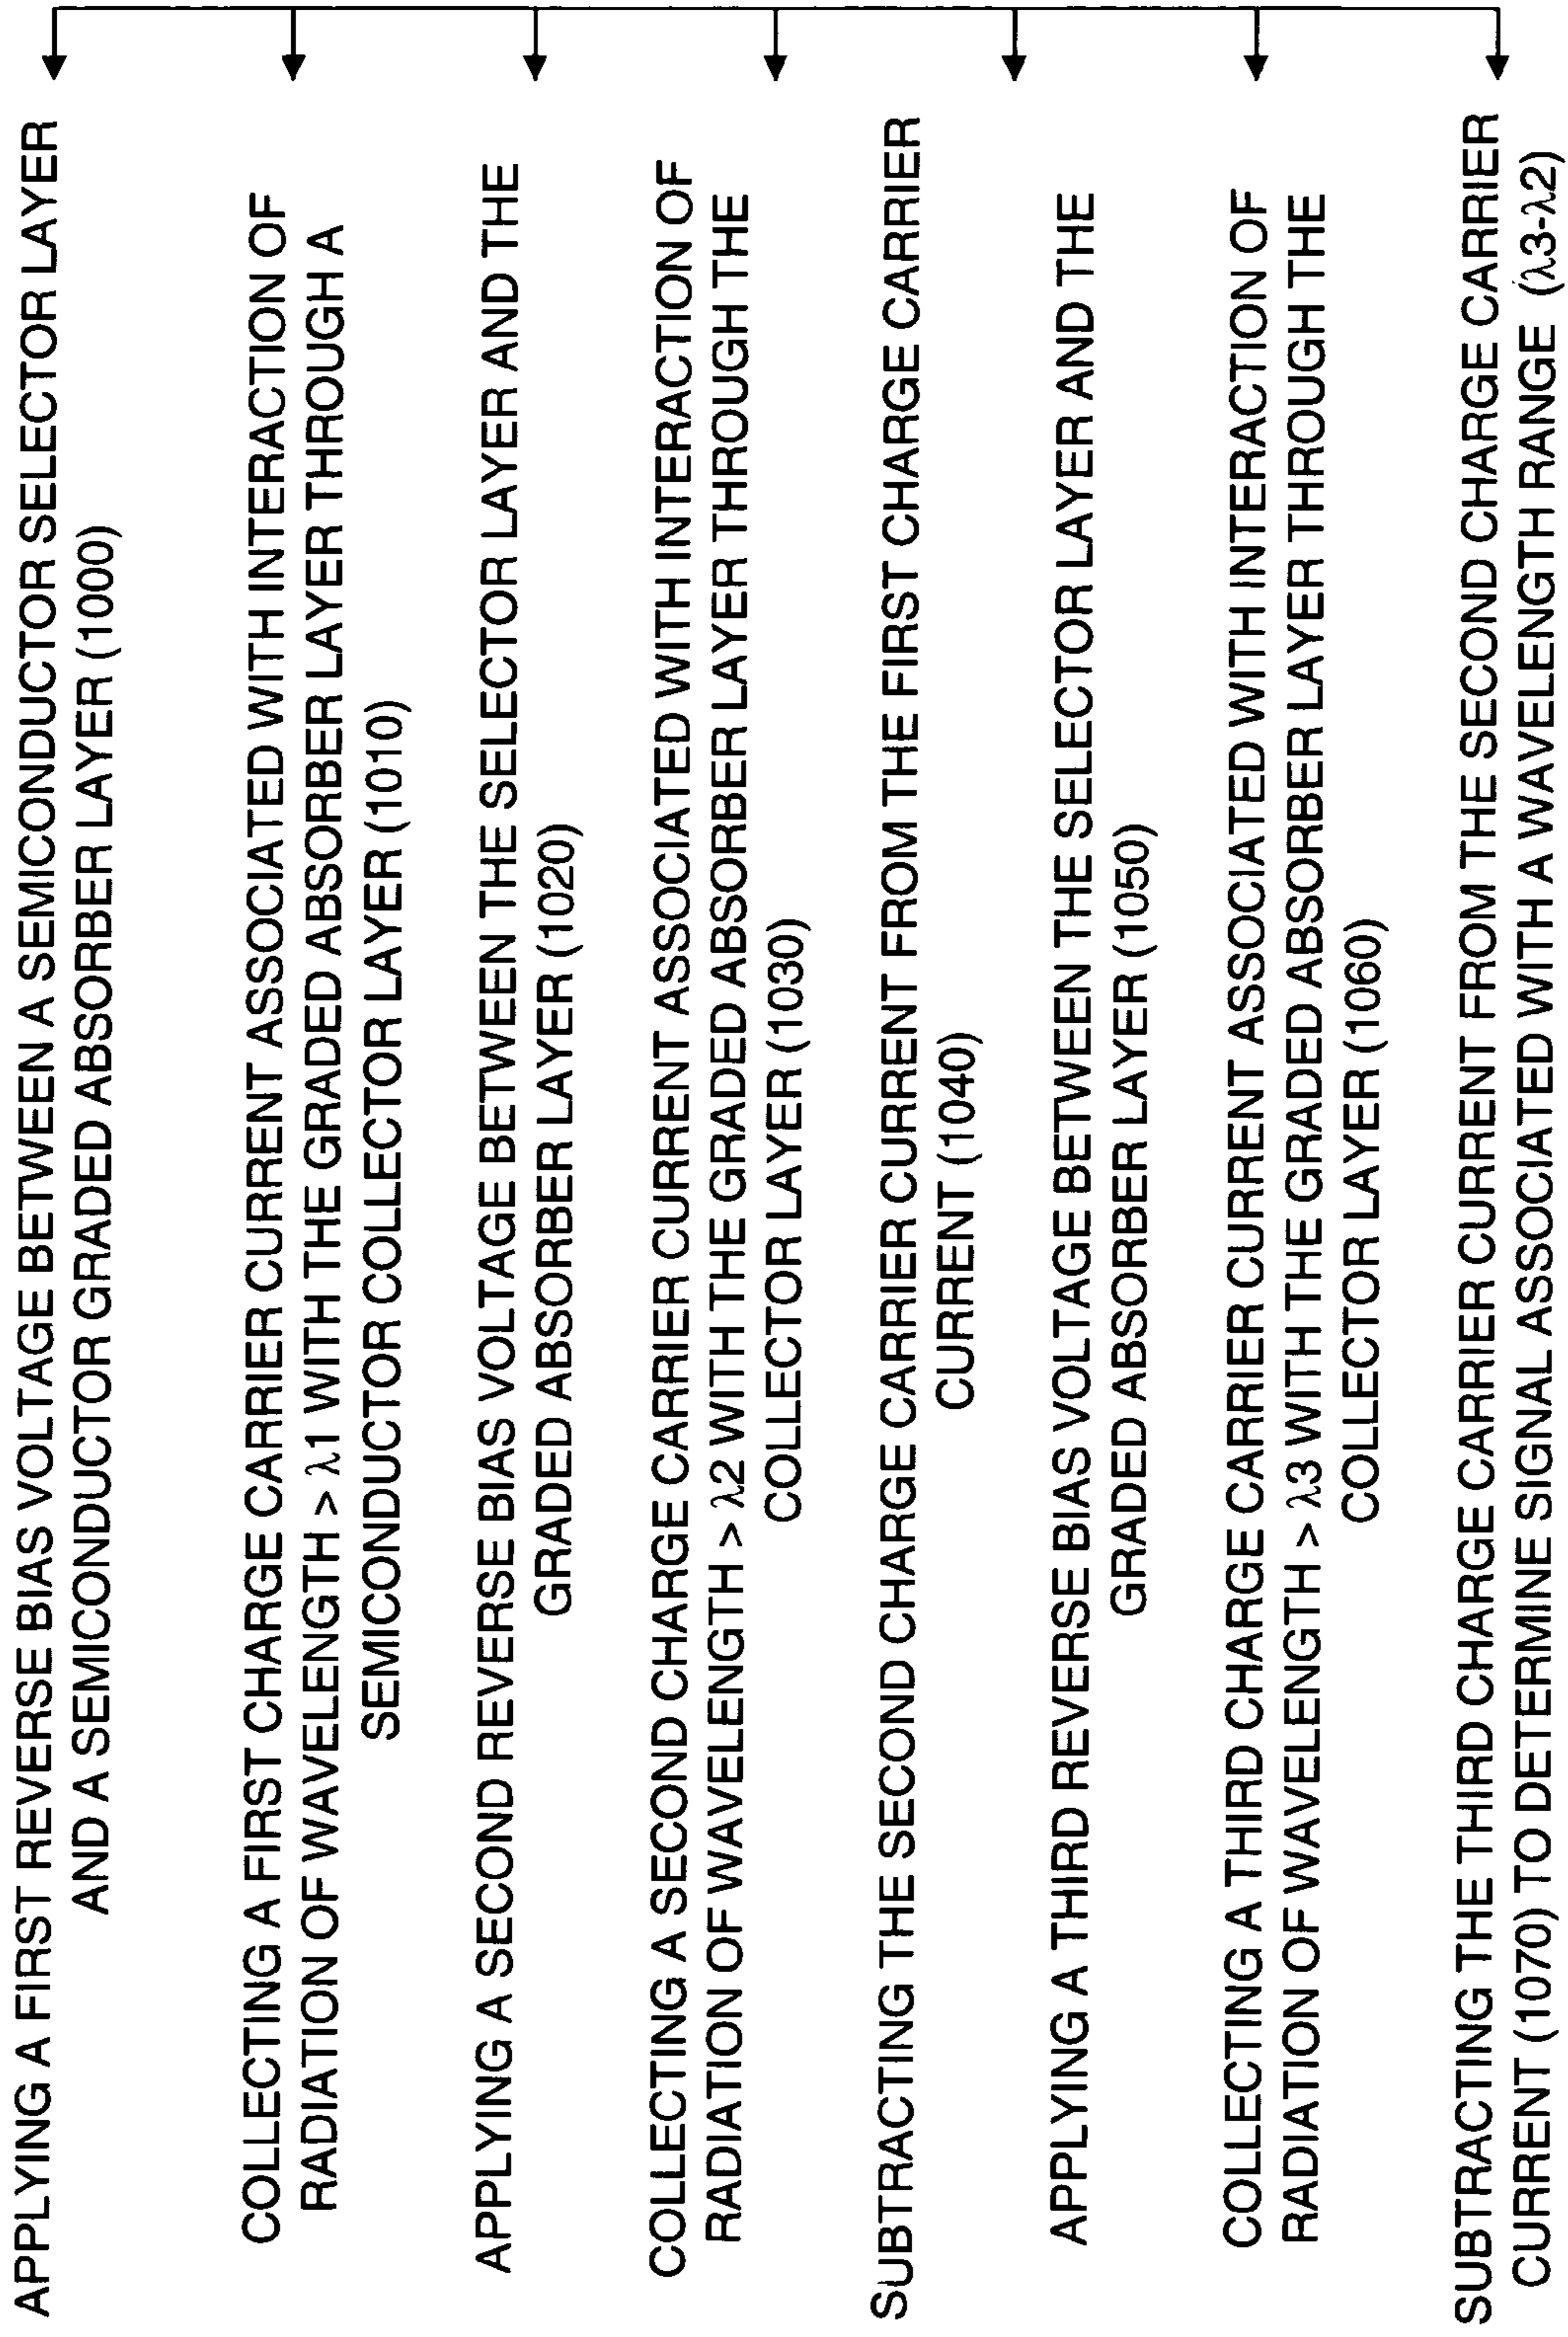 APPLYING A FIRST REVERSE BIAS VOLTAGE BETWEEN A SEMICONDUCTOR SELECTOR LAYER
AND A SEMICONDUCTOR GRADED ABSORBER LAYER (1000)
COLLECTING A FIRST CHARGE CARRIER CURRENT ASSOCIATED WITH INTERACTION OF
RADIATION OF WAVELENGTH > λ1 WITH THE GRADED ABSORBER LAYER THROUGH A
SEMICONDUCTOR COLLECTOR LAYER (1010)
APPLYING A SECOND REVERSE BIAS VOLTAGE BETWEEN THE SELECTOR LAYER AND THE
GRADED ABSORBER LAYER (1020)
COLLECTING A SECOND CHARGE CARRIER CURRENT ASSOCIATED WITH INTERACTION OF
RADIATION OF WAVELENGTH > λ2 WITH THE GRADED ABSORBER LAYER THROUGH THE
COLLECTOR LAYER (1030)
SUBTRACTING THE SECOND CHARGE CARRIER CURRENT FROM THE FIRST CHARGE CARRIER
CURRENT (1040)
APPLYING A THIRD REVERSE BIAS VOLTAGE BETWEEN THE SELECTOR LAYER AND THE
GRADED ABSORBER LAYER (1050)
COLLECTING A THIRD CHARGE CARRIER CURRENT ASSOCIATED WITH INTERACTION OF
RADIATION OF WAVELENGTH > λ3 WITH THE GRADED ABSORBER LAYER THROUGH THE
COLLECTOR LAYER (1060)
SUBTRACTING THE THIRD CHARGE CARRIER CURRENT FROM THE SECOND CHARGE CARRIER
CURRENT (1070) TO DETERMINE SIGNAL ASSOCIATED WITH A WAVELENGTH RANGE (λ3-λ2)